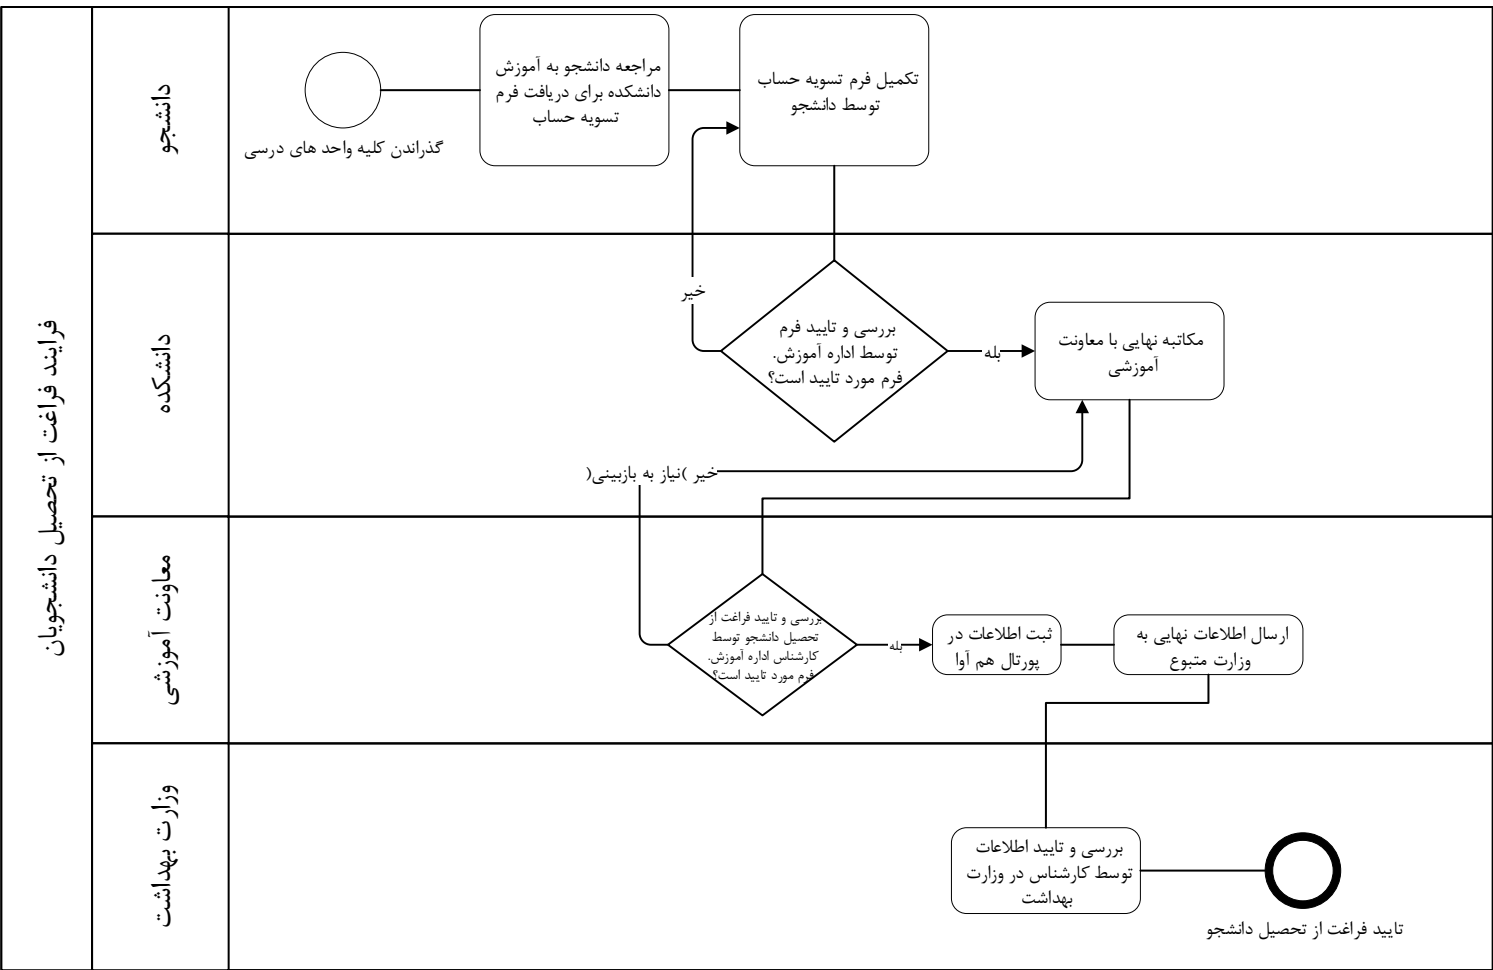 فرایند فراغت از تحصیل دانشجویان
دانشجو
گذراندن کلیه واحد های درسی
مراجعه دانشجو به آموزش
دانشکده برای دریافت فرم
تسویه حساب
تکمیل فرم تسویه حساب
توسط دانشجو
دانشکده
خیر
بررسی و تایید فرم
توسط اداره آموزش.
فرم مورد تایید است؟
بله
مکاتبه نهایی با معاونت
آموزشی
خیر )نیاز به بازبینی(
معاونت آموزشی
بررسی و تایید فراغت از
تحصیل دانشجو توسط
کارشناس اداره آموزش.
فرم مورد تایید است؟
بله
ثبت اطلاعات در
پورتال هم آوا
ارسال اطلاعات نهایی به
وزارت متبوع
وزارت بهداشت
بررسی و تایید اطلاعات
توسط کارشناس در وزارت
بهداشت
تایید فراغت از تحصیل دانشجو